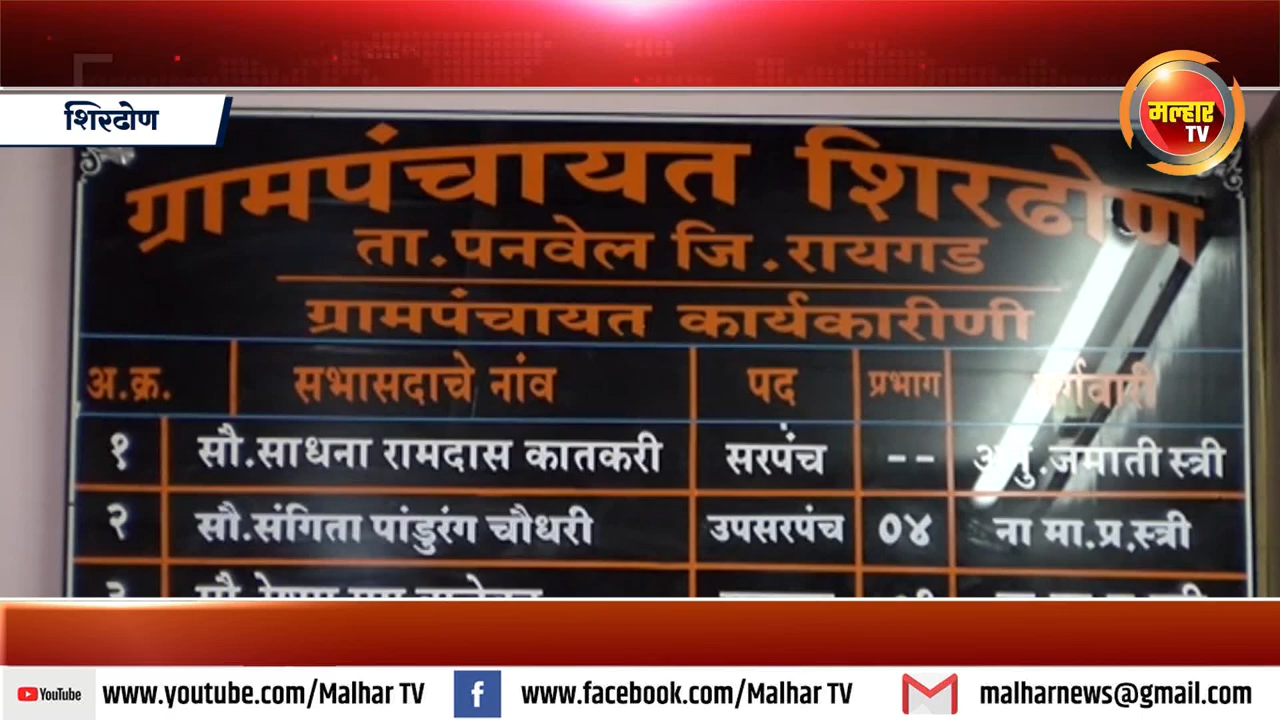 शिरढोण
मल्हार
TV
ग्रामपंचायत शिरढोण
ता.पनवेल जि.रायगड
ग्रामपंचायत कार्यकारीणी
अ.क्र. सभासदाचे नांव पद प्रभाग
१ सौ.साधना रामदास कातकरी सरपंच -- अनु.जमाती स्त्री
२ सौ.संगिता पांडुरंग चौधरी उपसरपंच ०४ ना मा.प्र.स्त्री
YouTube www.youtube.com/Malhar TV f www.facebook.com/Malhar TV malharnews@gmail.com